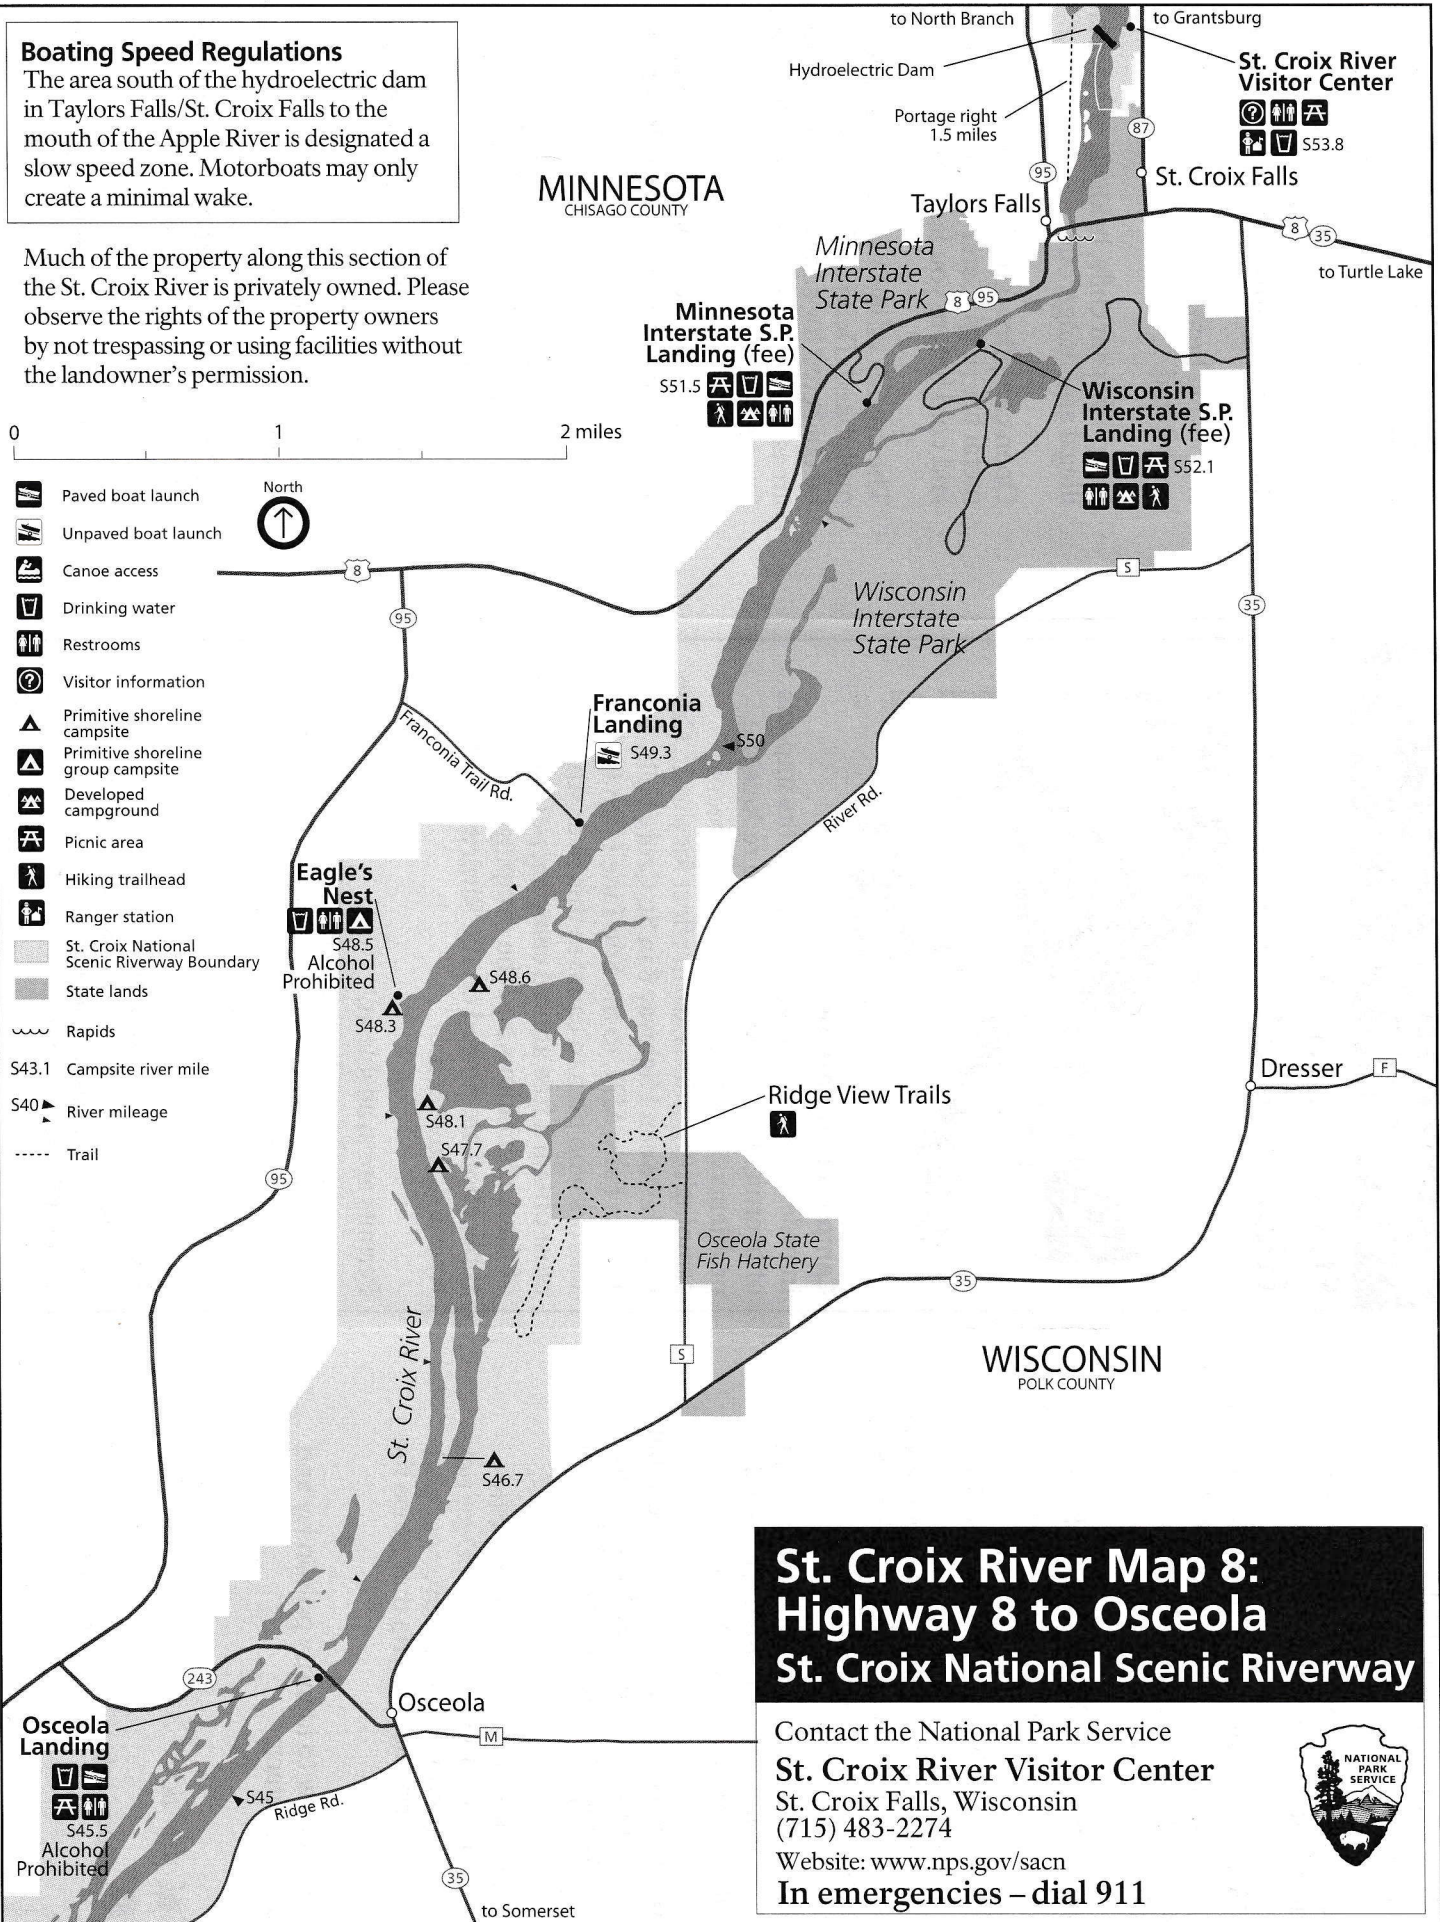 Boating Speed Regulations
The area south of the hydroelectric dam
in Taylors Falls/St. Croix Falls to the
mouth of the Apple River is designated a
slow speed zone. Motorboats may only
create a minimal wake.
Much of the property along this section of
the St. Croix River is privately owned. Please
observe the rights of the property owners
by not trespassing or using facilities without
the landowner's permission.
0 1 2 miles
North
Paved boat launch
Unpaved boat launch
Canoe access
Drinking water
Restrooms
Visitor information
Primitive shoreline
campsite
Primitive shoreline
group campsite
Developed
campground
Picnic area
Hiking trailhead
Ranger station
St. Croix National
Scenic Riverway Boundary
State lands
Rapids
S43.1 Campsite river mile
S40 River mileage
Trail
to North Branch
to Grantsburg
Hydroelectric Dam
Portage right
1.5 miles
St. Croix River
Visitor Center
?
S53.8
87
95
St. Croix Falls
Taylors Falls
MINNESOTA
CHISAGO COUNTY
8
35
to Turtle Lake
Minnesota
Interstate
State Park
8
95
Minnesota
Interstate S.P.
Landing (fee)
S51.5
Wisconsin
Interstate S.P.
Landing (fee)
S52.1
8
95
S
35
Wisconsin
Interstate
State Park
Franconia
Landing
S49.3
S50
Franconia Trail Rd.
River Rd.
Eagle's
Nest
S48.5
Alcohol
Prohibited
S48.6
S48.3
S48.1
S47.7
Ridge View Trails
Dresser
F
95
Osceola State
Fish Hatchery
35
S
St. Croix River
WISCONSIN
POLK COUNTY
S46.7
243
Osceola
M
Osceola
Landing
S45.5
Alcohol
Prohibited
S45
Ridge Rd.
35
to Somerset
St. Croix River Map 8:
Highway 8 to Osceola
St. Croix National Scenic Riverway
Contact the National Park Service
St. Croix River Visitor Center
St. Croix Falls, Wisconsin
(715) 483-2274
Website: www.nps.gov/sacn
In emergencies – dial 911
NATIONAL
PARK
SERVICE